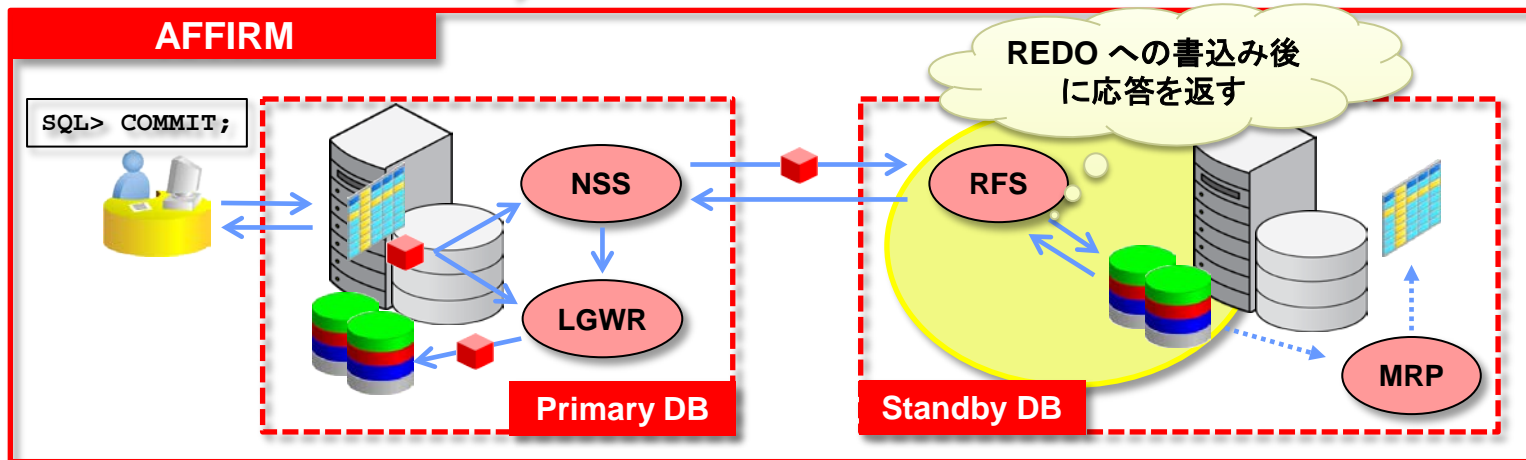 AFFIRM
REDO への書込み後
に応答を返す
SQL> COMMIT;
NSS
RFS
LGWR
MRP
Primary DB
Standby DB